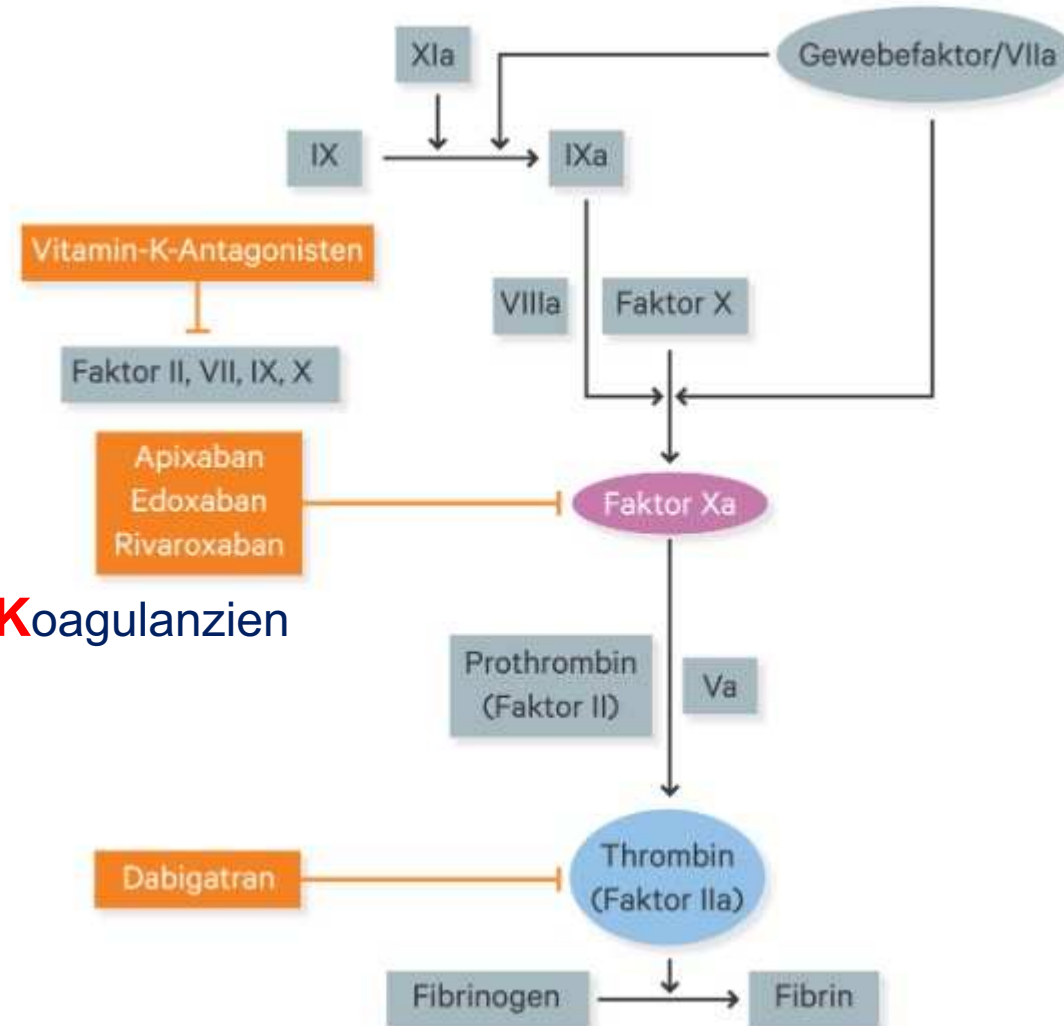 XIa
Gewebefaktor/VIIa
IX
IXa
Vitamin-K-Antagonisten
VIIIa
Faktor X
Faktor II, VII, IX, X
Apixaban
Edoxaban
Rivaroxaban
Faktor Xa
Koagulanzien
Prothrombin
(Faktor II)
Va
Dabigatran
Thrombin
(Faktor IIa)
Fibrinogen
Fibrin